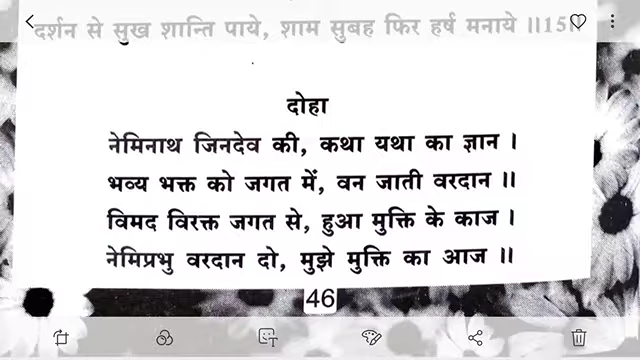 दर्शन से सुख शान्ति पाये, शाम सुबह फिर हर्ष मनाये ।।15।
दोहा
नेमिनाथ जिनदेव की, कथा यथा का ज्ञान ।
भव्य भक्त को जगत में, वन जाती वरदान ।।
विमद विरक्त जगत से, हुआ मुक्ति के काज ।
नेमिप्रभु वरदान दो, मुझे मुक्ति का आज ।।
46
T